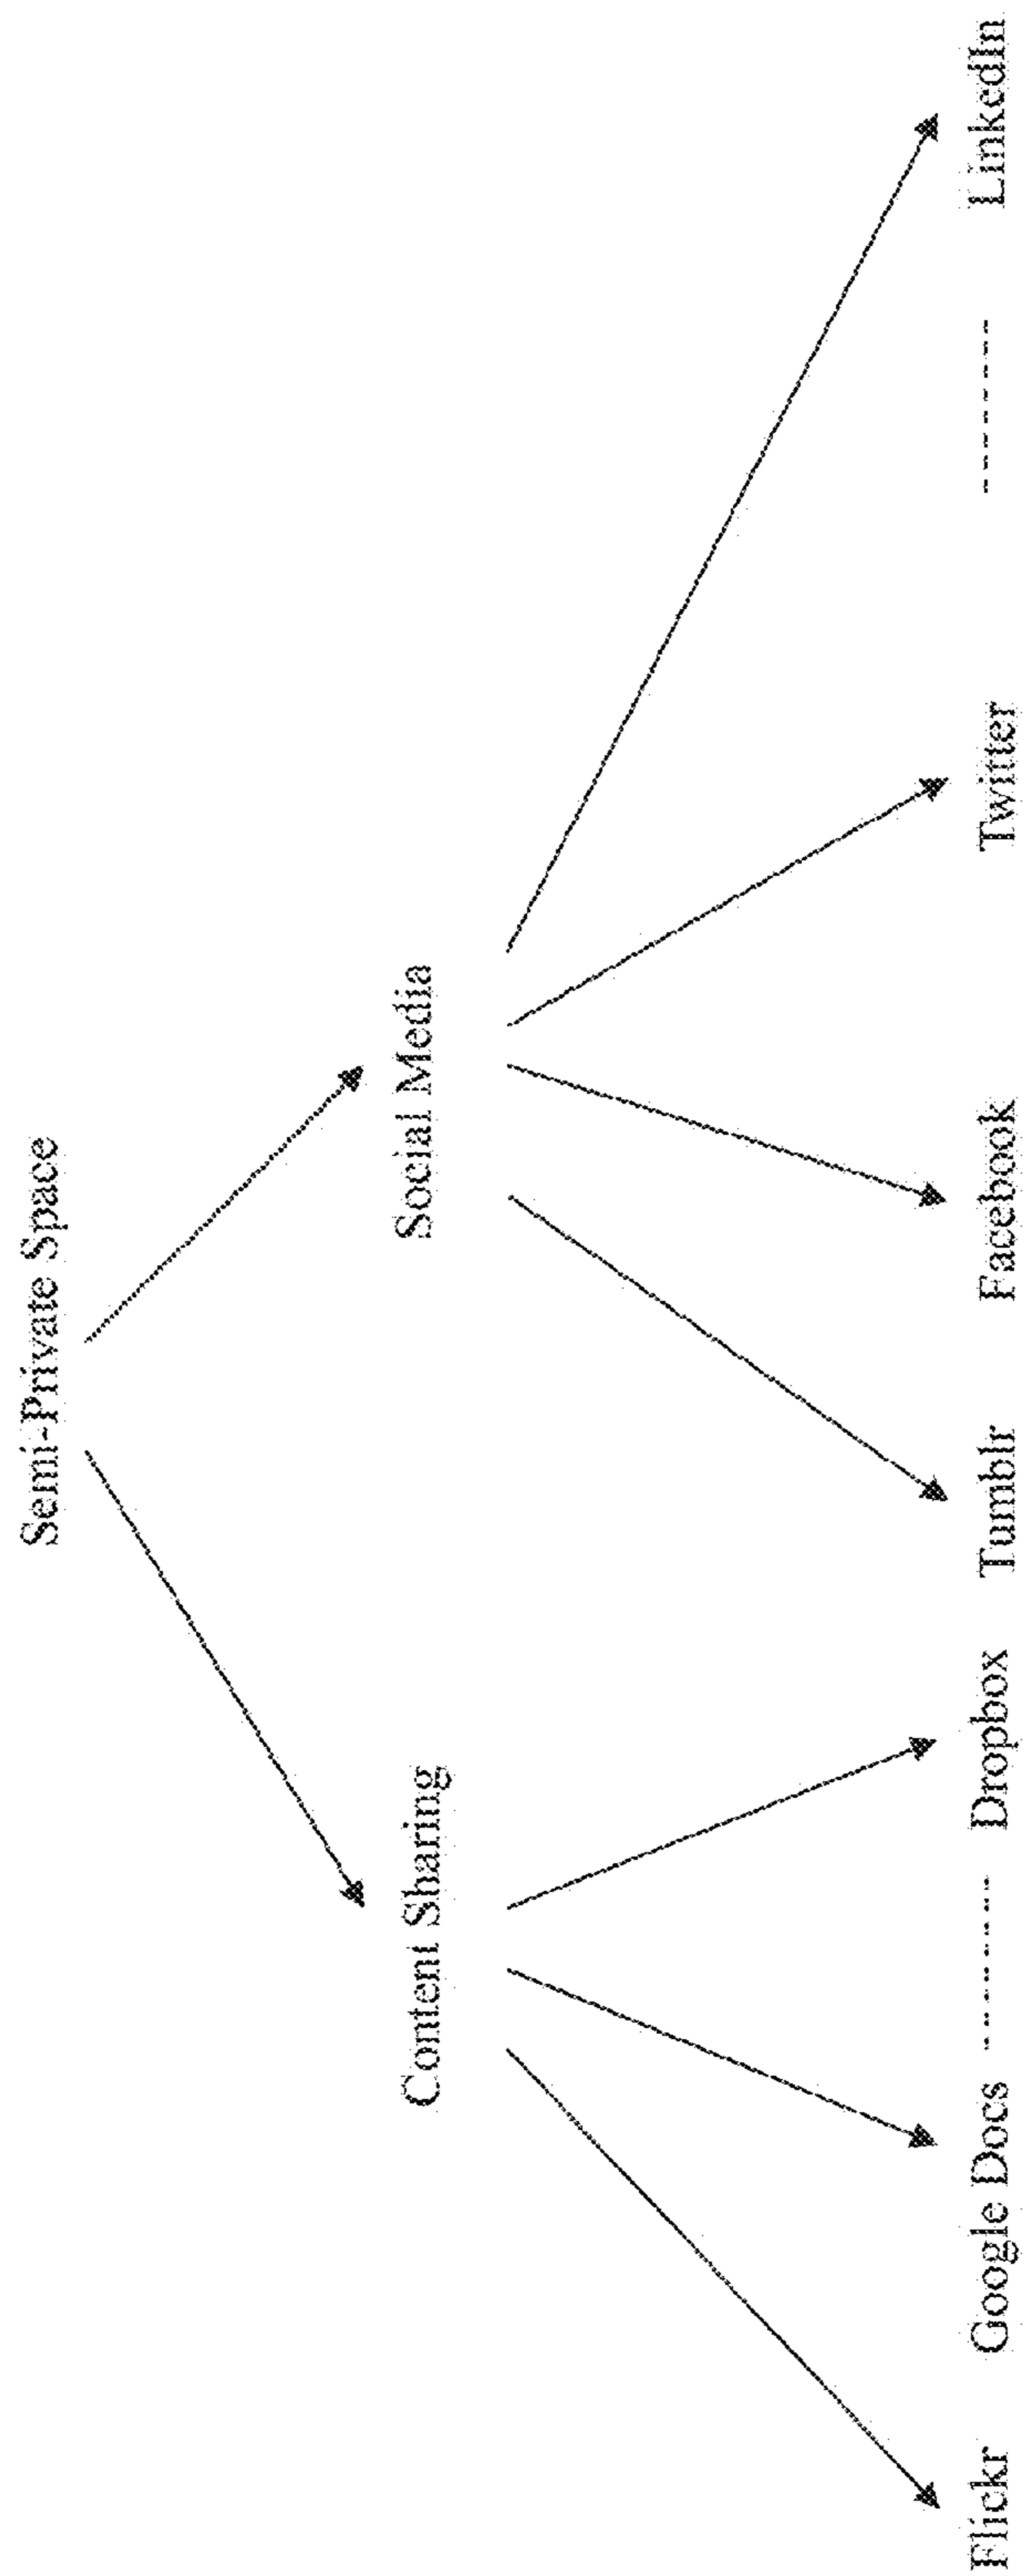 Semi-Private Space
Content Sharing
Social Media
Flickr
Google Docs
Dropbox
Tumblr
Facebook
Twitter
LinkedIn